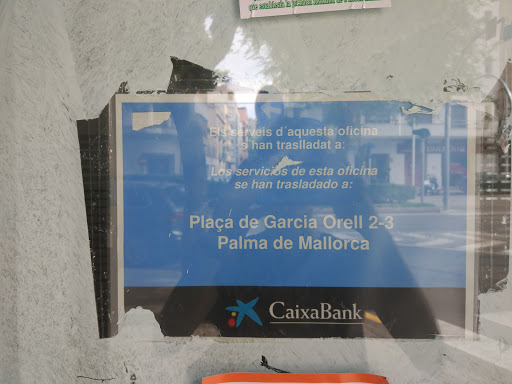 Els serveis d'aquesta oficina
s'han traslladat a:
Los servicios de esta oficina
se han trasladado a:
Plaça de Garcia Orell 2-3
Palma de Mallorca
CaixaBank